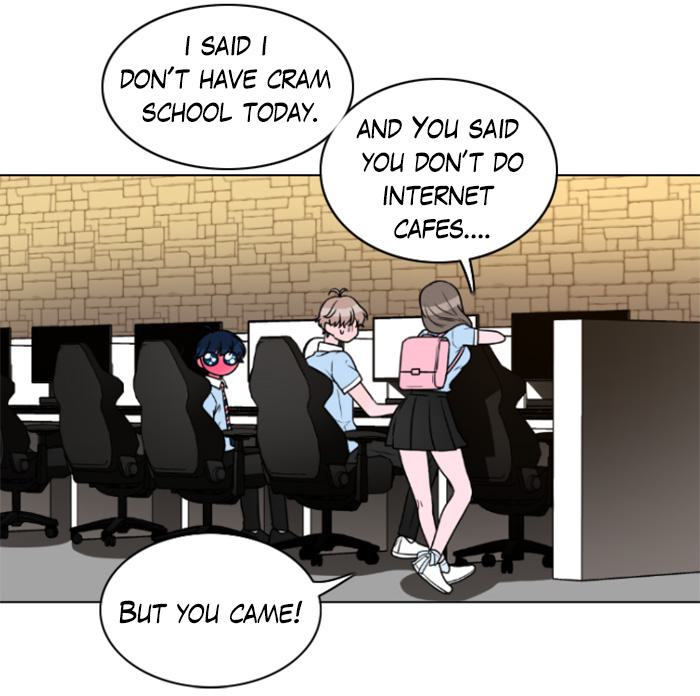 I SAID I
DON'T HAVE CRAM
SCHOOL TODAY.
AND YOU SAID
YOU DON'T DO
INTERNET
CAFES....
BUT YOU CAME!